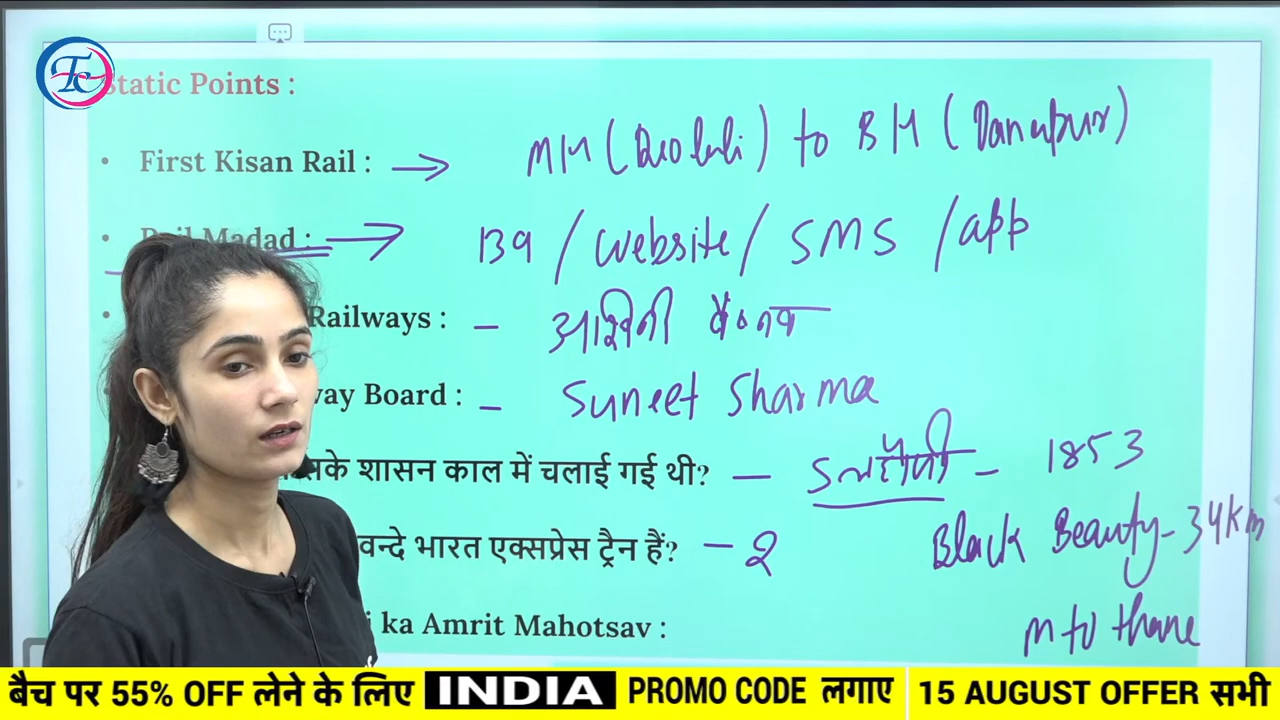 Tc
Static Points :
• First Kisan Rail : → MH (Deolali) to BH (Danapur)
• Rail Madad : → 139 / website / SMS / app
Railways : -
way Board : - Suneet Sharma
के शासन काल में चलाई गई थी? - - 1853
Black Beauty - 34km
वन्दे भारत एक्सप्रेस ट्रैन हैं? - 2
i ka Amrit Mahotsav : m to thane
बैच पर 55% OFF लेने के लिए INDIA PROMO CODE लगाए 15 AUGUST OFFER सभी